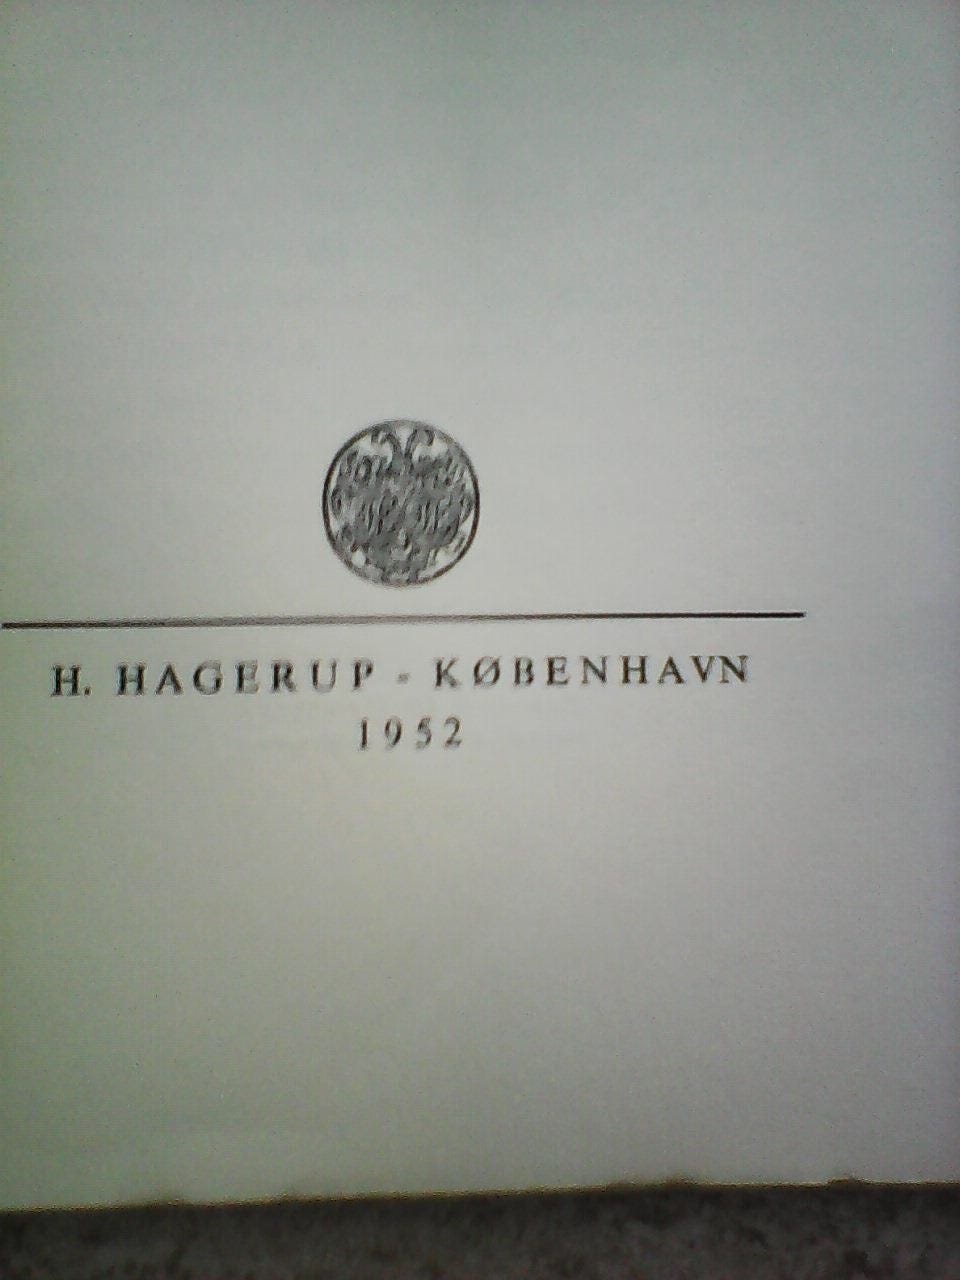 H. HAGERUP - KØBENHAVN
1952